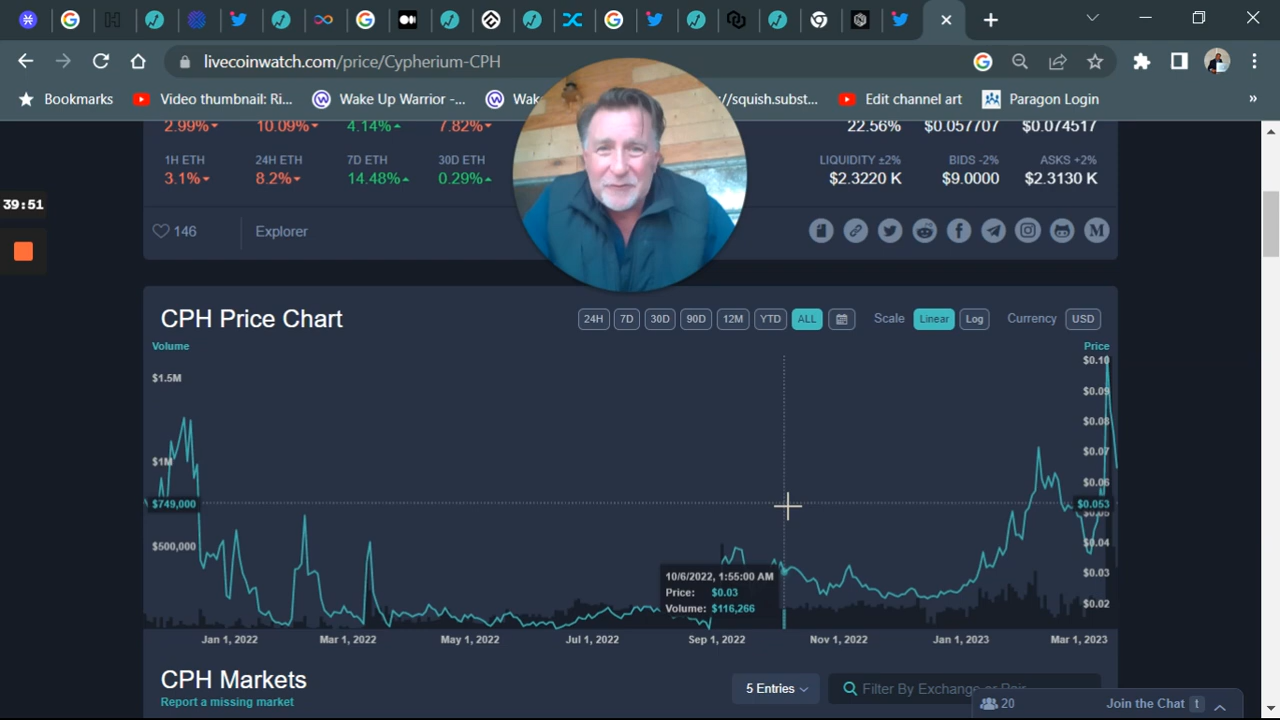 livecoinwatch.com/price/Cypherium-CPH
Bookmarks Video thumbnail: Ri... Wake Up Warrior -... Wak //squish.subst... Edit channel art Paragon Login »
2.99% 10.09% 4.14% 7.82% 22.56% $0.057707 $0.074517
1H ETH 24H ETH 7D ETH 30D ETH LIQUIDITY ±2% BIDS -2% ASKS +2%
3.1% 8.2% 14.48% 0.29% $2.3220 K $9.0000 $2.3130 K
39:51
146 Explorer
CPH Price Chart 24H 7D 30D 90D 12M YTD ALL Scale Linear Log Currency USD
Volume Price
$0.10
$1.5M
$0.09
$0.08
$0.07
$1M
$0.06
$749,000 $0.053
$0.05
$500,000 $0.04
10/6/2022, 1:55:00 AM
$0.03
Price: $0.03
Volume: $116,266
$0.02
Jan 1, 2022 Mar 1, 2022 May 1, 2022 Jul 1, 2022 Sep 1, 2022 Nov 1, 2022 Jan 1, 2023 Mar 1, 2023
CPH Markets 5 Entries Filter By Exchange or Pair
Report a missing market
20 Join the Chat t